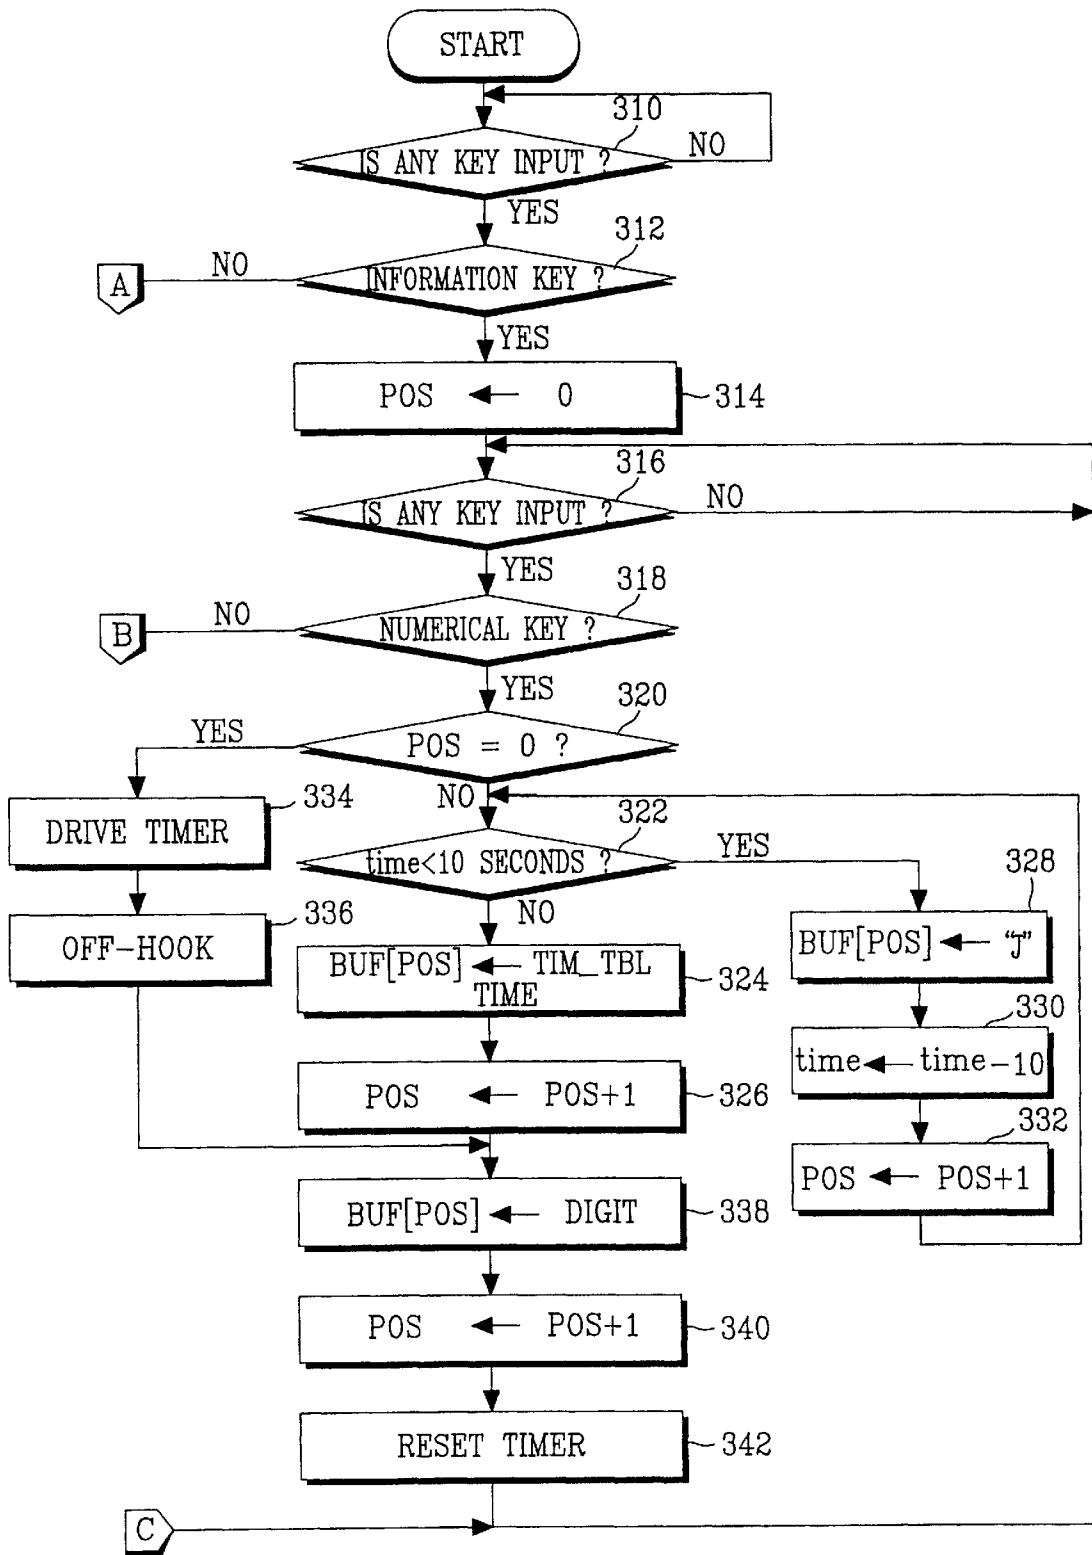 START
310
IS ANY KEY INPUT ?
NO
YES
312
NO
INFORMATION KEY ?
A
YES
POS ← 0
314
316
IS ANY KEY INPUT ?
NO
YES
318
NO
NUMERICAL KEY ?
B
YES
320
YES
POS = 0 ?
NO
334
DRIVE TIMER
322
time<10 SECONDS ?
YES
328
NO
336
OFF-HOOK
BUF[POS] ← "J"
BUF[POS] ← TIM_TBL
TIME
324
330
time ← time-10
POS ← POS+1
326
332
POS ← POS+1
BUF[POS] ← DIGIT
338
POS ← POS+1
340
RESET TIMER
342
C